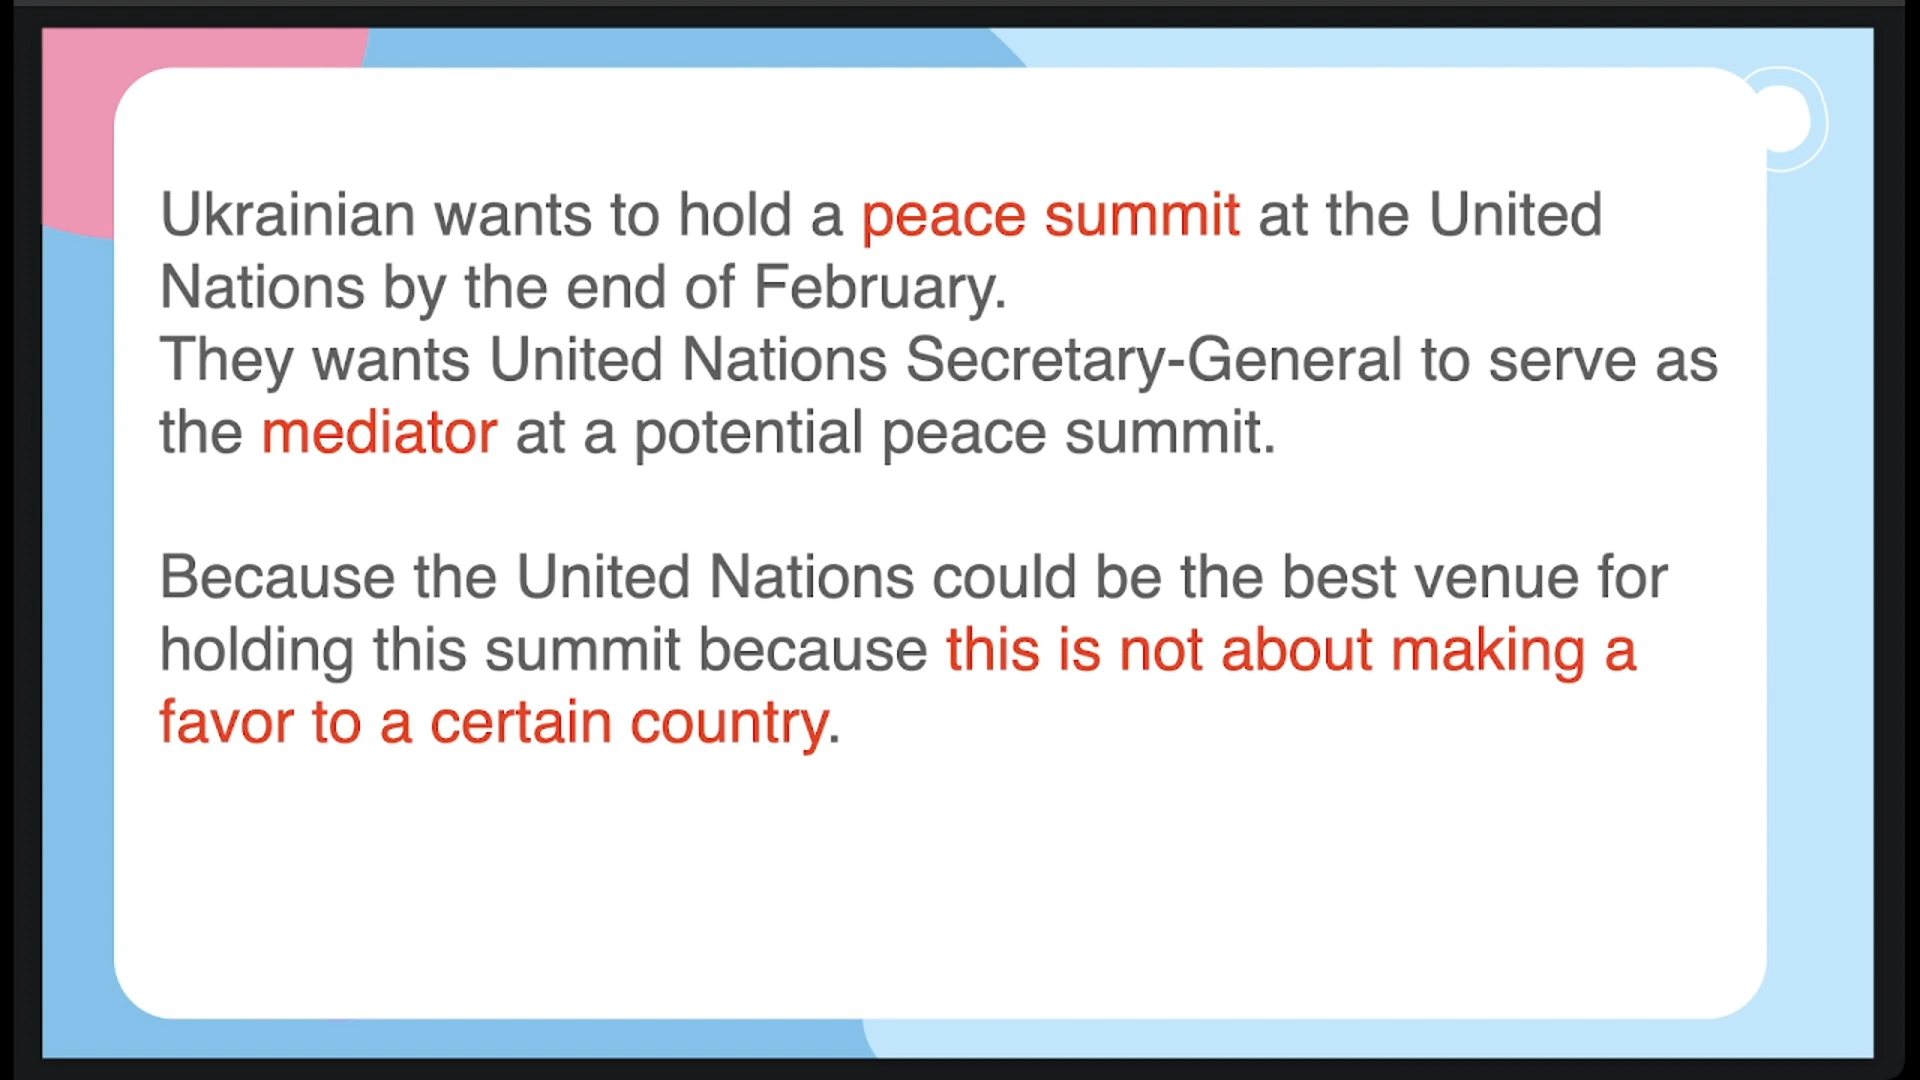 Ukrainian wants to hold a peace summit at the United
Nations by the end of February.
They wants United Nations Secretary-General to serve as
the mediator at a potential peace summit.
Because the United Nations could be the best venue for
holding this summit because this is not about making a
favor to a certain country.